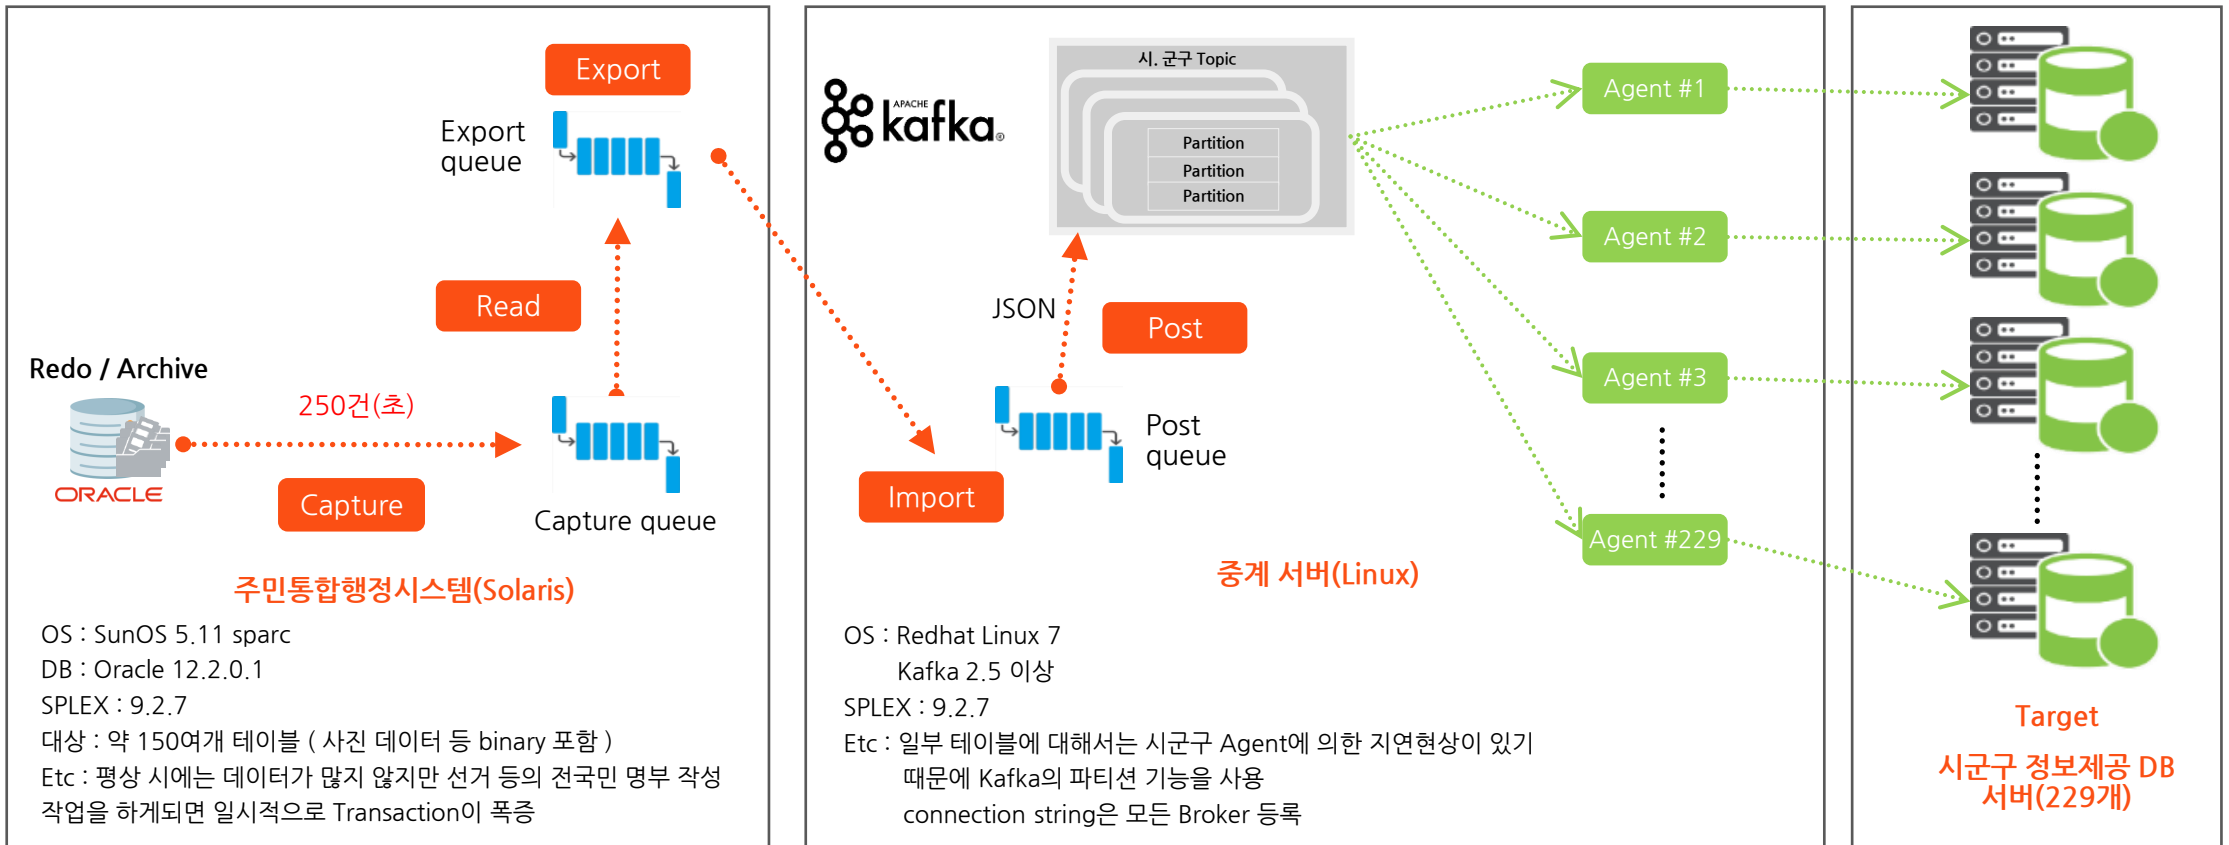 Export
Export
queue
Read
Redo / Archive
250건(초)
ORACLE
Capture
Capture queue
주민통합행정시스템(Solaris)
OS : SunOS 5.11 sparc
DB : Oracle 12.2.0.1
SPLEX : 9.2.7
대상 : 약 150여개 테이블 ( 사진 데이터 등 binary 포함 )
Etc : 평상 시에는 데이터가 많지 않지만 선거 등의 전국민 명부 작성
작업을 하게되면 일시적으로 Transaction이 폭증
APACHE
kafka®
시. 군구 Topic
Partition
Partition
Partition
JSON
Post
Post
queue
Import
중계 서버(Linux)
OS : Redhat Linux 7
Kafka 2.5 이상
SPLEX : 9.2.7
Etc : 일부 테이블에 대해서는 시군구 Agent에 의한 지연현상이 있기
때문에 Kafka의 파티션 기능을 사용
connection string은 모든 Broker 등록
Agent #1
Agent #2
Agent #3
Agent #229
Target
시군구 정보제공 DB
서버(229개)